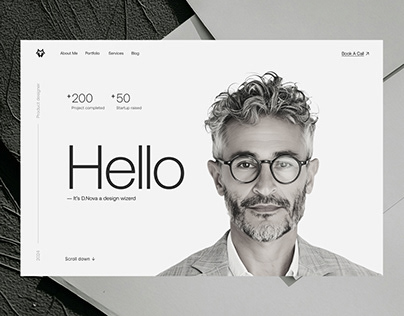 About Me Portfolio Services Blog
Book A Call ↗
Product designer
+200 +50
Project completed Startup raised
Hello
— It's D.Nova a design wizerd
2024
Scroll down ↓